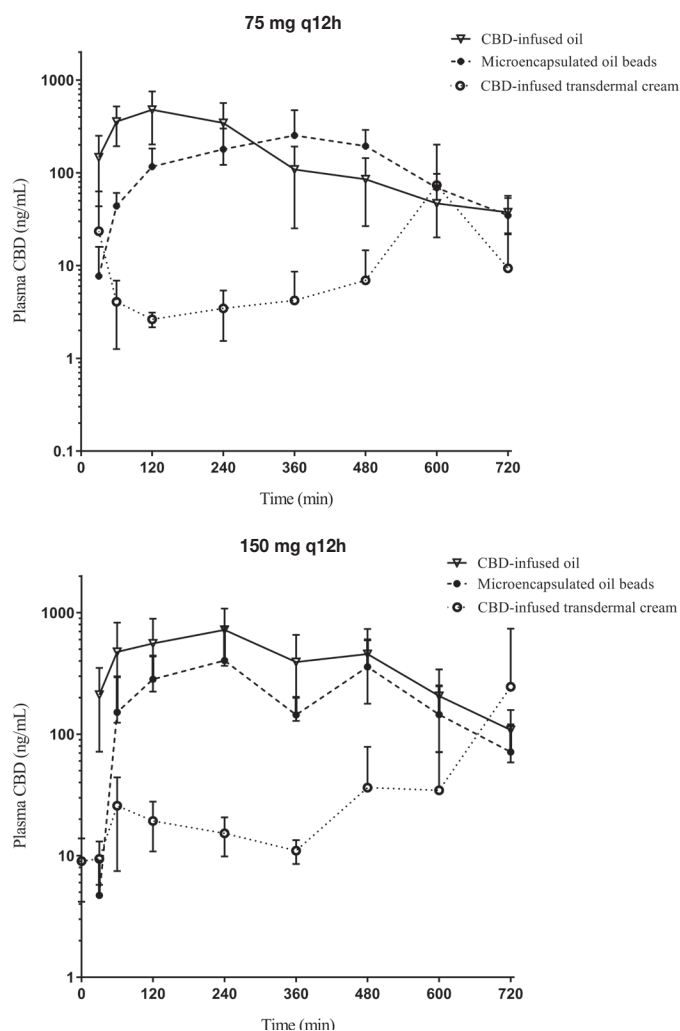 75 mg q12h
CBD-infused oil
Microencapsulated oil beads
CBD-infused transdermal cream
1000
100
10
1
0.1
Plasma CBD (ng/mL)
0 120 240 360 480 600 720
Time (min)
150 mg q12h
CBD-infused oil
Microencapsulated oil beads
CBD-infused transdermal cream
1000
100
10
1
Plasma CBD (ng/mL)
0 120 240 360 480 600 720
Time (min)